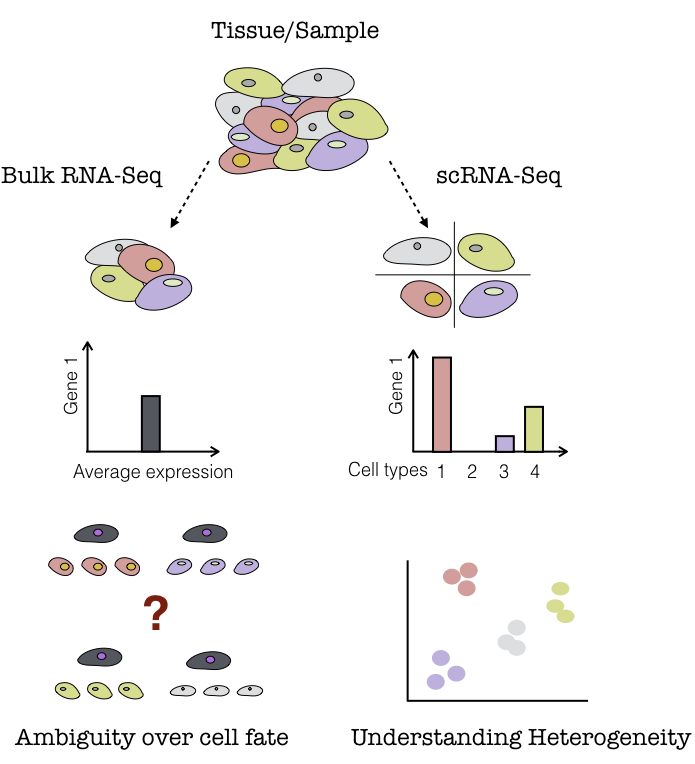 Tissue/Sample
Bulk RNA-Seq
scRNA-Seq
Gene 1
Average expression
Gene 1
Cell types 1 2 3 4
?
Ambiguity over cell fate
Understanding Heterogeneity